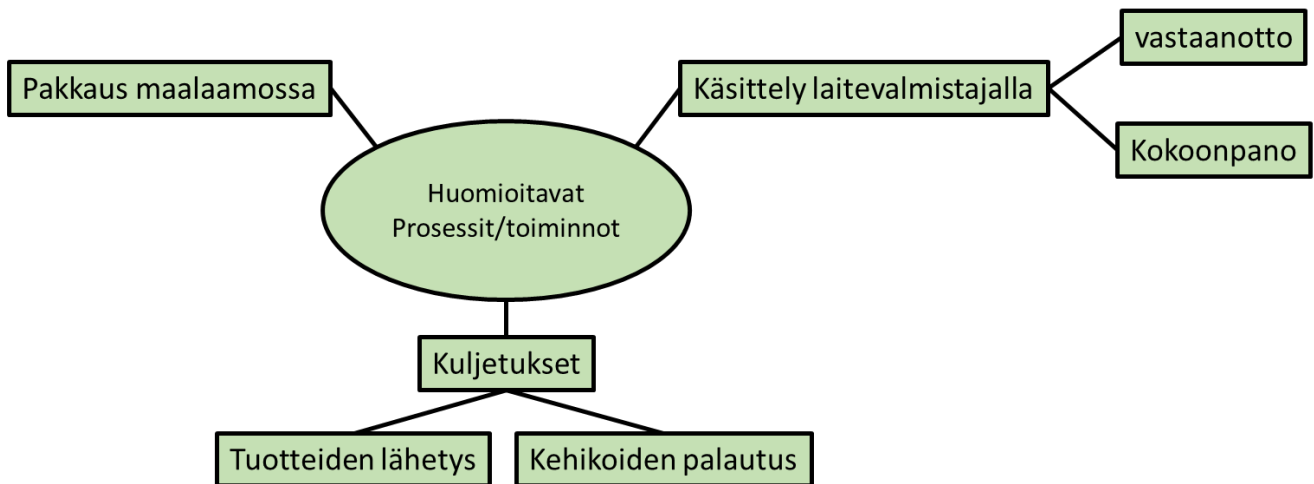 vastaanotto
Pakkaus maalaamossa
Käsittely laitevalmistajalla
Kokoonpano
Huomioitavat
Prosessit/toiminnot
Kuljetukset
Tuotteiden lähetys
Kehikoiden palautus